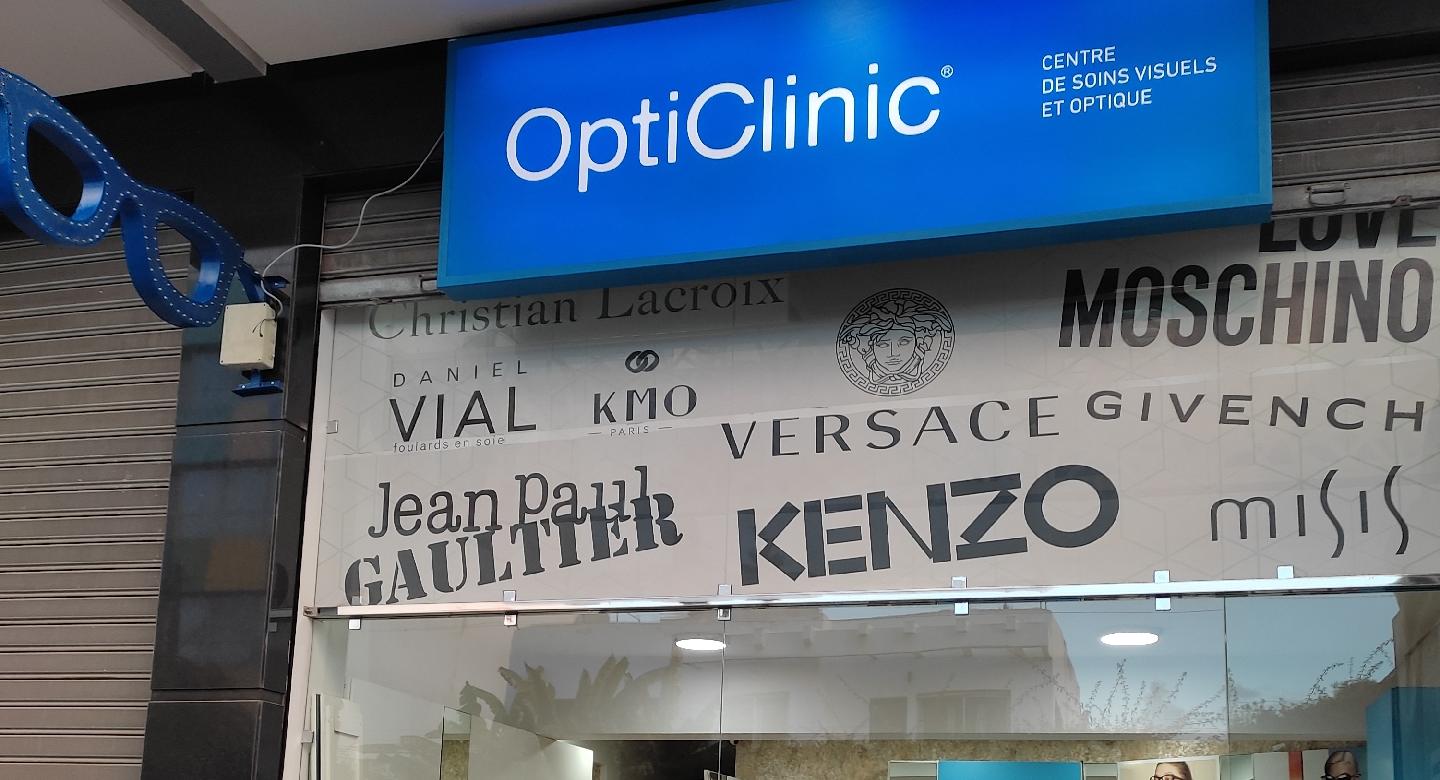 OptiClinic®
CENTRE
DE SOINS VISUELS
ET OPTIQUE
Christian Lacroix
LOVE
MOSCHINO
DANIEL
VIAL
foulards en soie
KMO
— PARIS —
VERSACE
GIVENCH
Jean Paul
GAULTIER
KENZO
misis